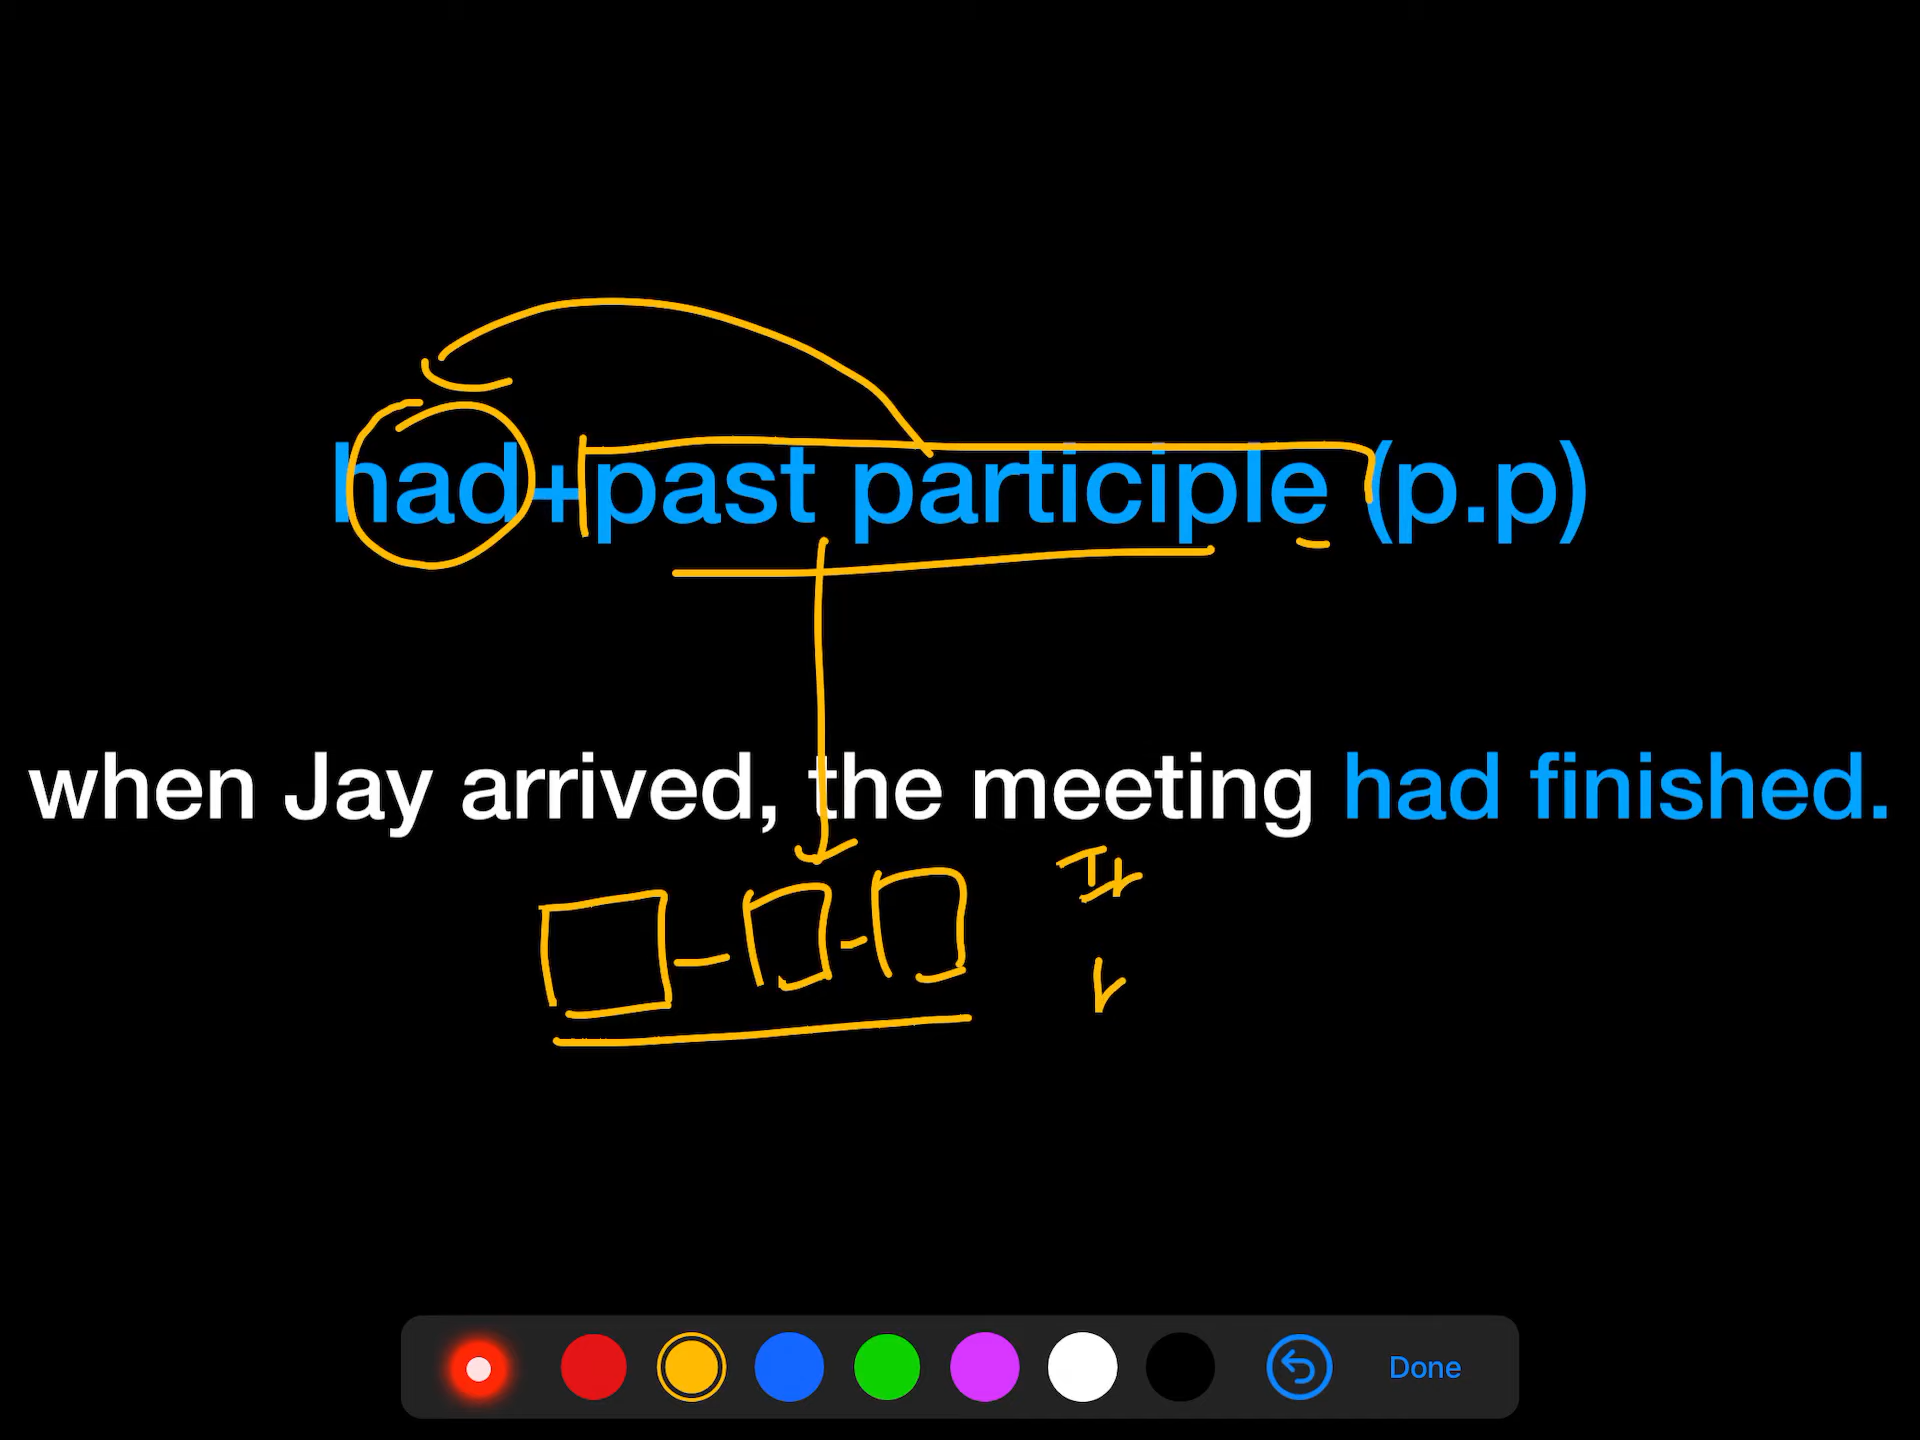 had+past participle (p.p)
when Jay arrived, the meeting had finished.
Done